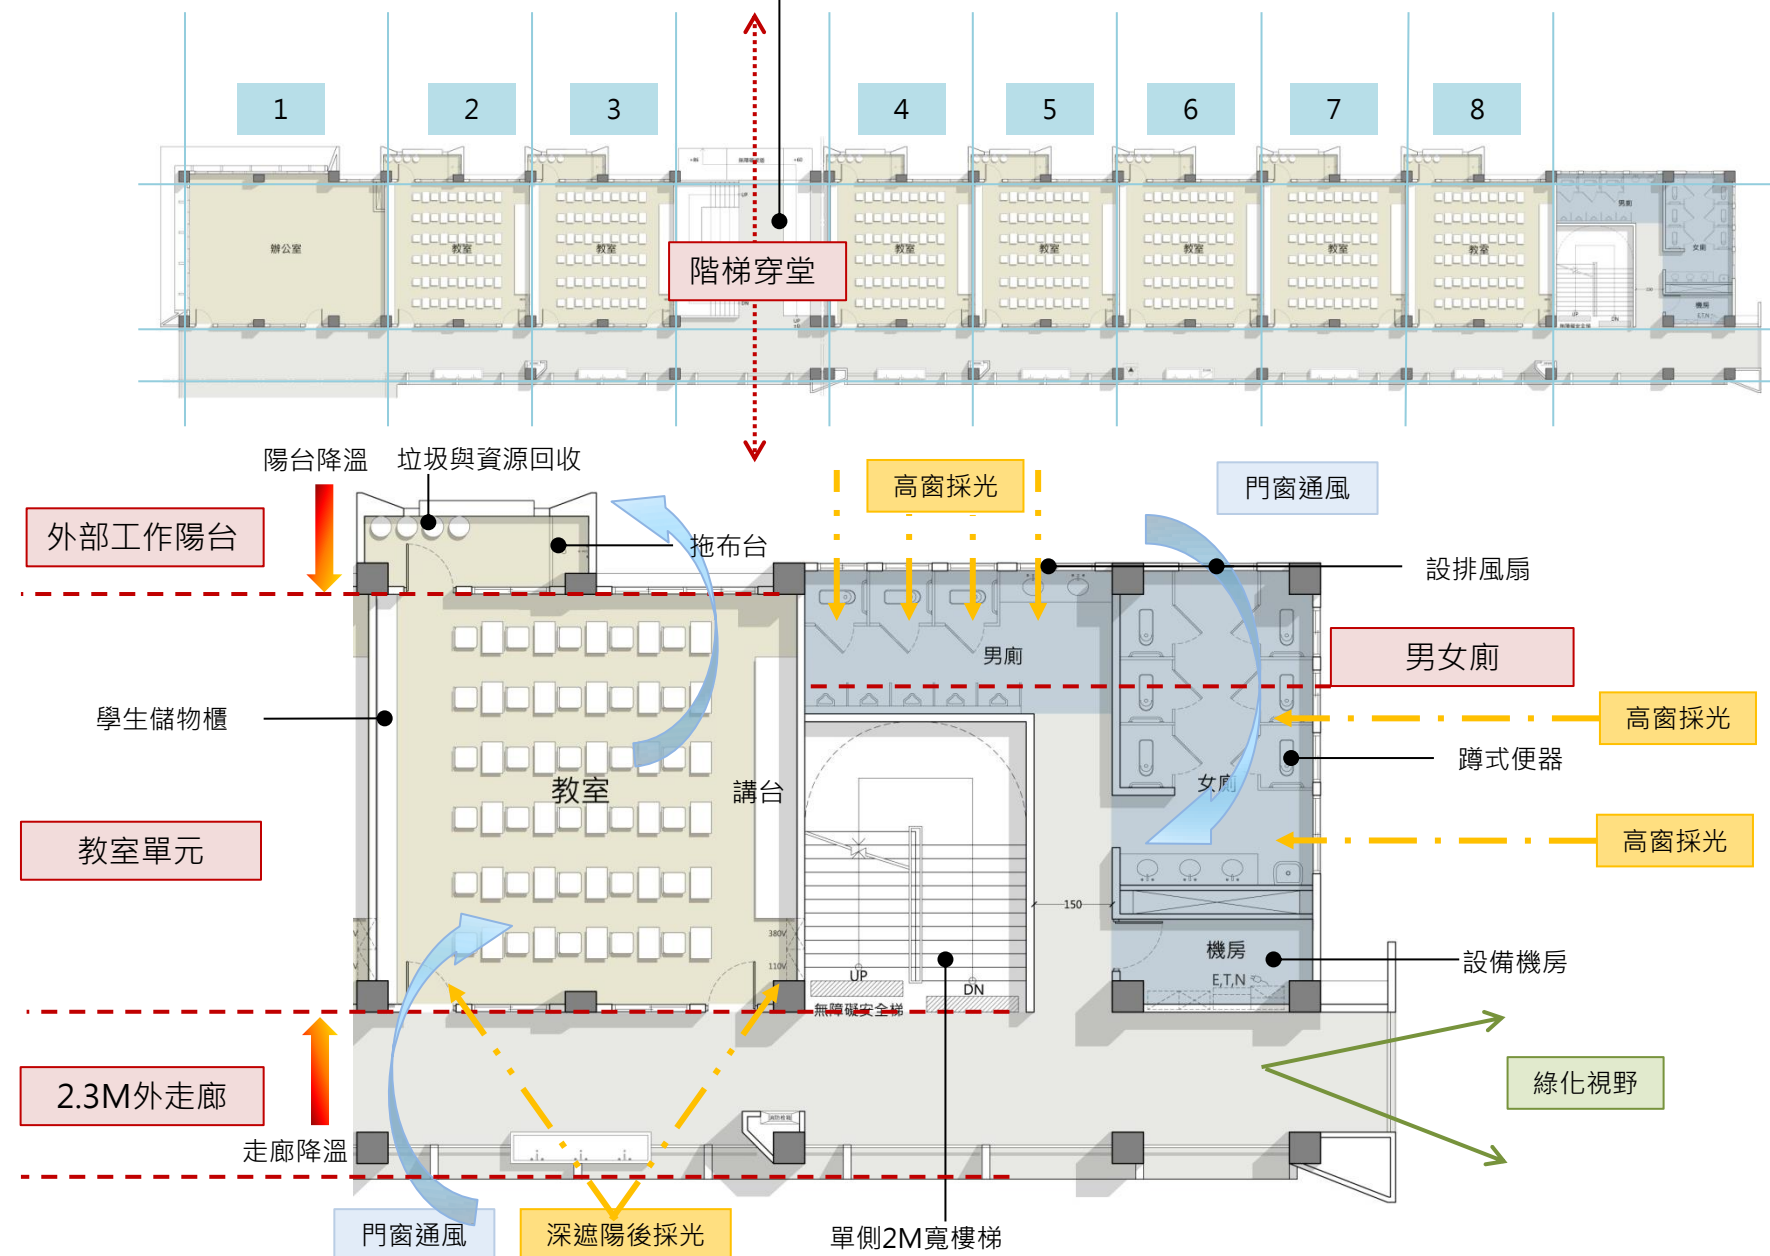 1
2
3
4
5
6
7
8
辦公室
教室
教室
階梯穿堂
教室
教室
教室
教室
教室
男廁
女廁
機房
E,T,N
UP
UP
DN
陽台降溫
垃圾與資源回收
高窗採光
門窗通風
外部工作陽台
拖布台
設排風扇
男廁
男女廁
學生儲物櫃
高窗採光
蹲式便器
教室
講台
女廁
教室單元
高窗採光
150
380V
110V
機房
設備機房
UP
DN
E,T,N
無障礙安全梯
2.3M外走廊
綠化視野
走廊降溫
門窗通風
深遮陽後採光
單側2M寬樓梯